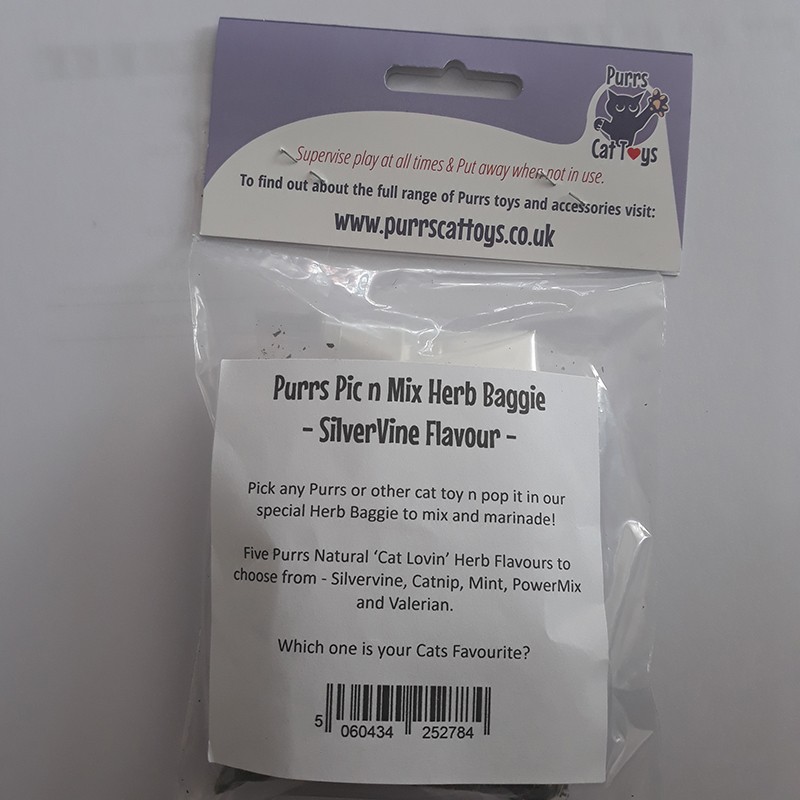 Purrs
Cat T♥ys
Supervise play at all times & Put away when not in use.
To find out about the full range of Purrs toys and accessories visit:
www.purrscattoys.co.uk
Purrs Pic n Mix Herb Baggie
- SilverVine Flavour -
Pick any Purrs or other cat toy n pop it in our
special Herb Baggie to mix and marinade!
Five Purrs Natural ‘Cat Lovin’ Herb Flavours to
choose from - Silvervine, Catnip, Mint, PowerMix
and Valerian.
Which one is your Cats Favourite?
5 060434 252784